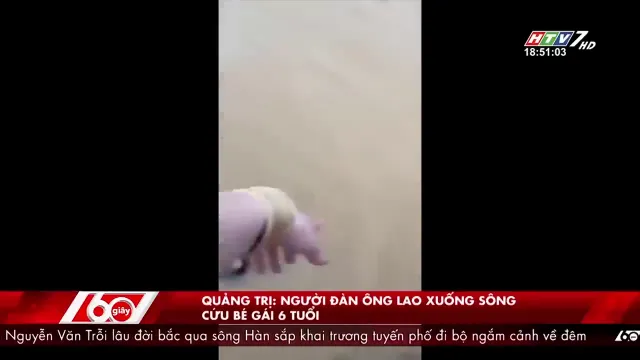 HTV7 HD
18:51:03
60 giây
QUẢNG TRỊ: NGƯỜI ĐÀN ÔNG LAO XUỐNG SÔNG
CỨU BÉ GÁI 6 TUỔI
Nguyễn Văn Trỗi lâu đời bắc qua sông Hàn sắp khai trương tuyến phố đi bộ ngắm cảnh về đêm
60